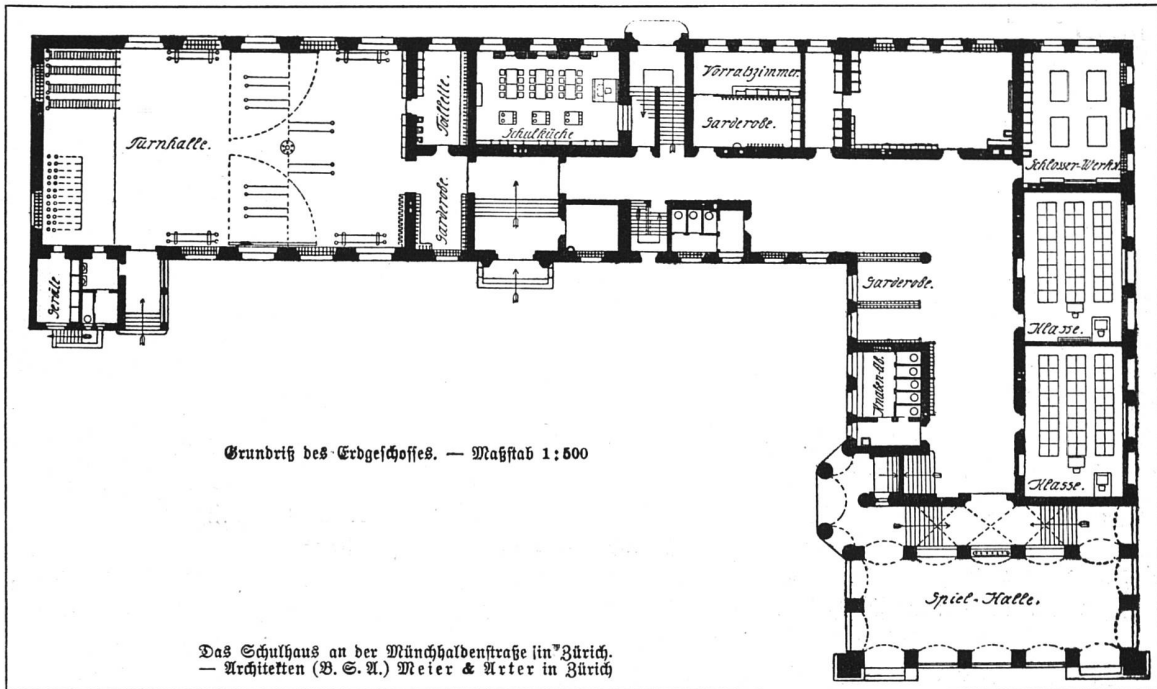 Turnhalle.
Toilette.
Schulküche
Vorratszimmer.
Garderobe.
Schlosser-Werkst.
Garderobe.
Geräte
Garderobe.
Klasse.
Knaben-Ab.
Klasse.
Grundriß des Erdgeschosses. — Maßstab 1:500
Spiel-Halle.
Das Schulhaus an der Münchhaldenstraße in Zürich.
— Architekten (B. S. A.) Meier & Arter in Zürich